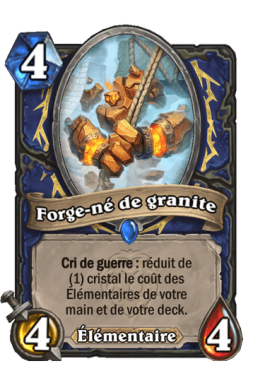 4
Forge-né de granite
Cri de guerre : réduit de
(1) cristal le coût des
Élémentaires de votre
main et de votre deck.
4
Élémentaire
4